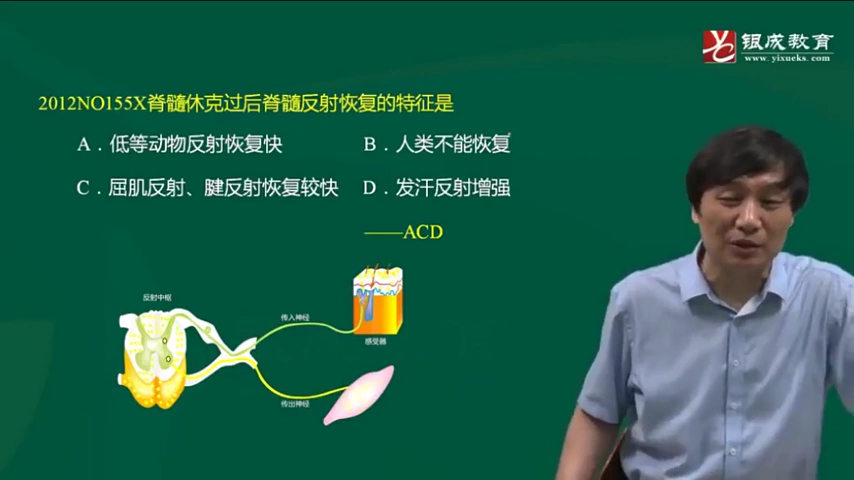 银成教育
www.yixueks.com
2012NO155X脊髓休克过后脊髓反射恢复的特征是
A．低等动物反射恢复快
B．人类不能恢复
C．屈肌反射、腱反射恢复较快
D．发汗反射增强
——ACD
反射中枢
传入神经
感受器
传出神经